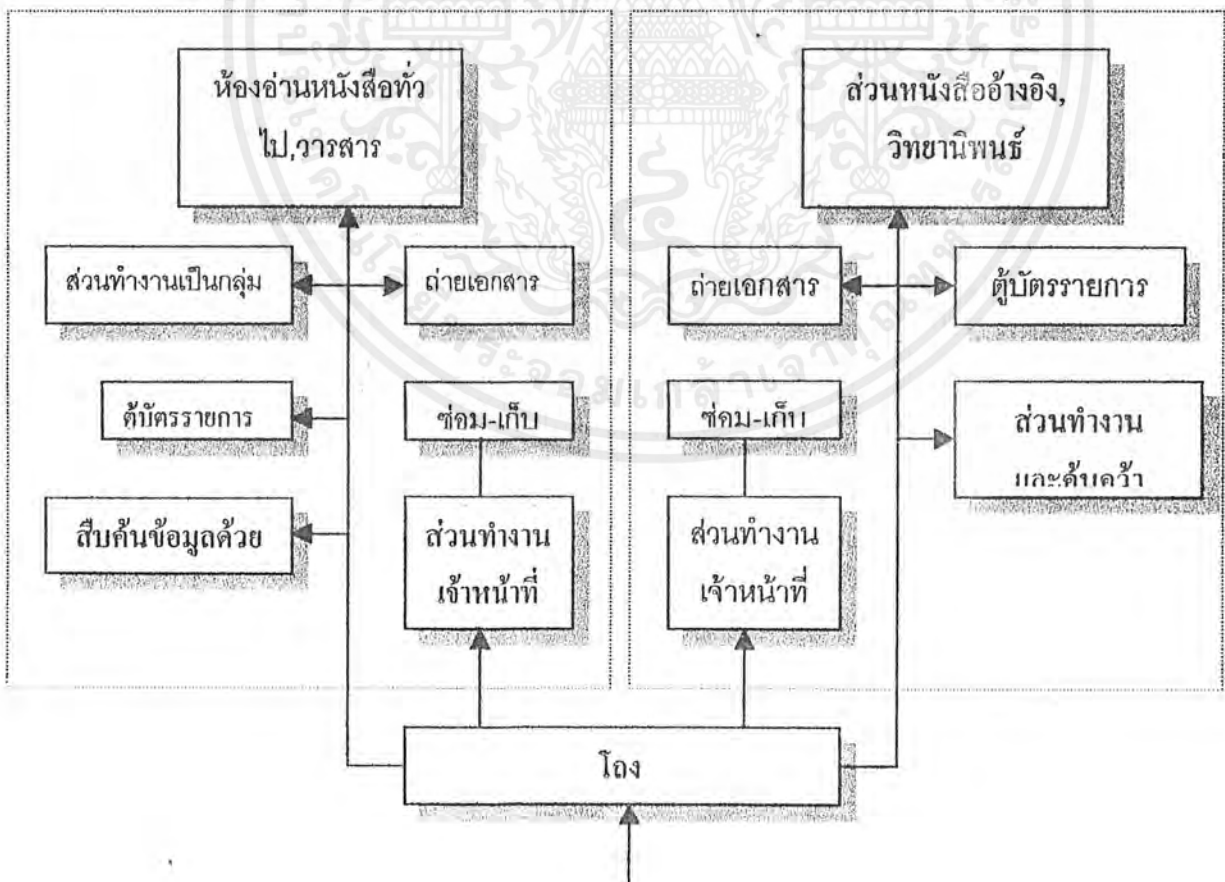 ห้องอ่านหนังสือทั่ว
ไป,วารสาร
ส่วนทำงานเป็นกลุ่ม
ถ่ายเอกสาร
ตู้บัตรรายการ
ซ่อม-เก็บ
สืบค้นข้อมูลด้วย
ส่วนทำงาน
เจ้าหน้าที่
ส่วนหนังสืออ้างอิง,
วิทยานิพนธ์
ถ่ายเอกสาร
ตู้บัตรรายการ
ซ่อม-เก็บ
ส่วนทำงาน
และค้นคว้า
ส่วนทำงาน
เจ้าหน้าที่
โถง